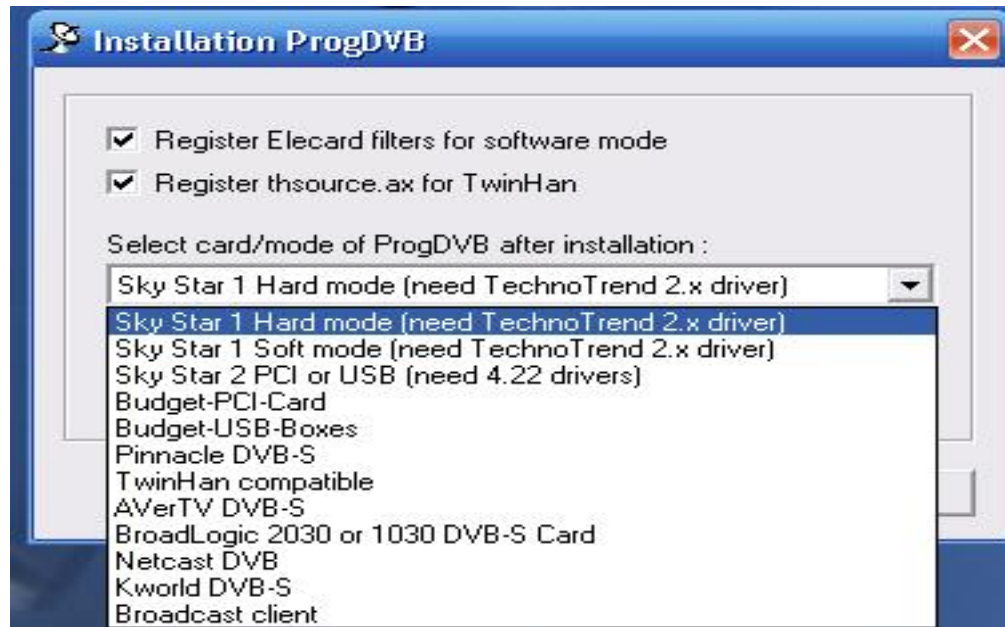 Installation ProgDVB
Register Elecard filters for software mode
Register thsource.ax for TwinHan
Select card/mode of ProgDVB after installation :
Sky Star 1 Hard mode (need TechnoTrend 2.x driver)
Sky Star 1 Hard mode (need TechnoTrend 2.x driver)
Sky Star 1 Soft mode (need TechnoTrend 2.x driver)
Sky Star 2 PCI or USB (need 4.22 drivers)
Budget-PCI-Card
Budget-USB-Boxes
Pinnacle DVB-S
TwinHan compatible
AVerTV DVB-S
BroadLogic 2030 or 1030 DVB-S Card
Netcast DVB
Kworld DVB-S
Broadcast client